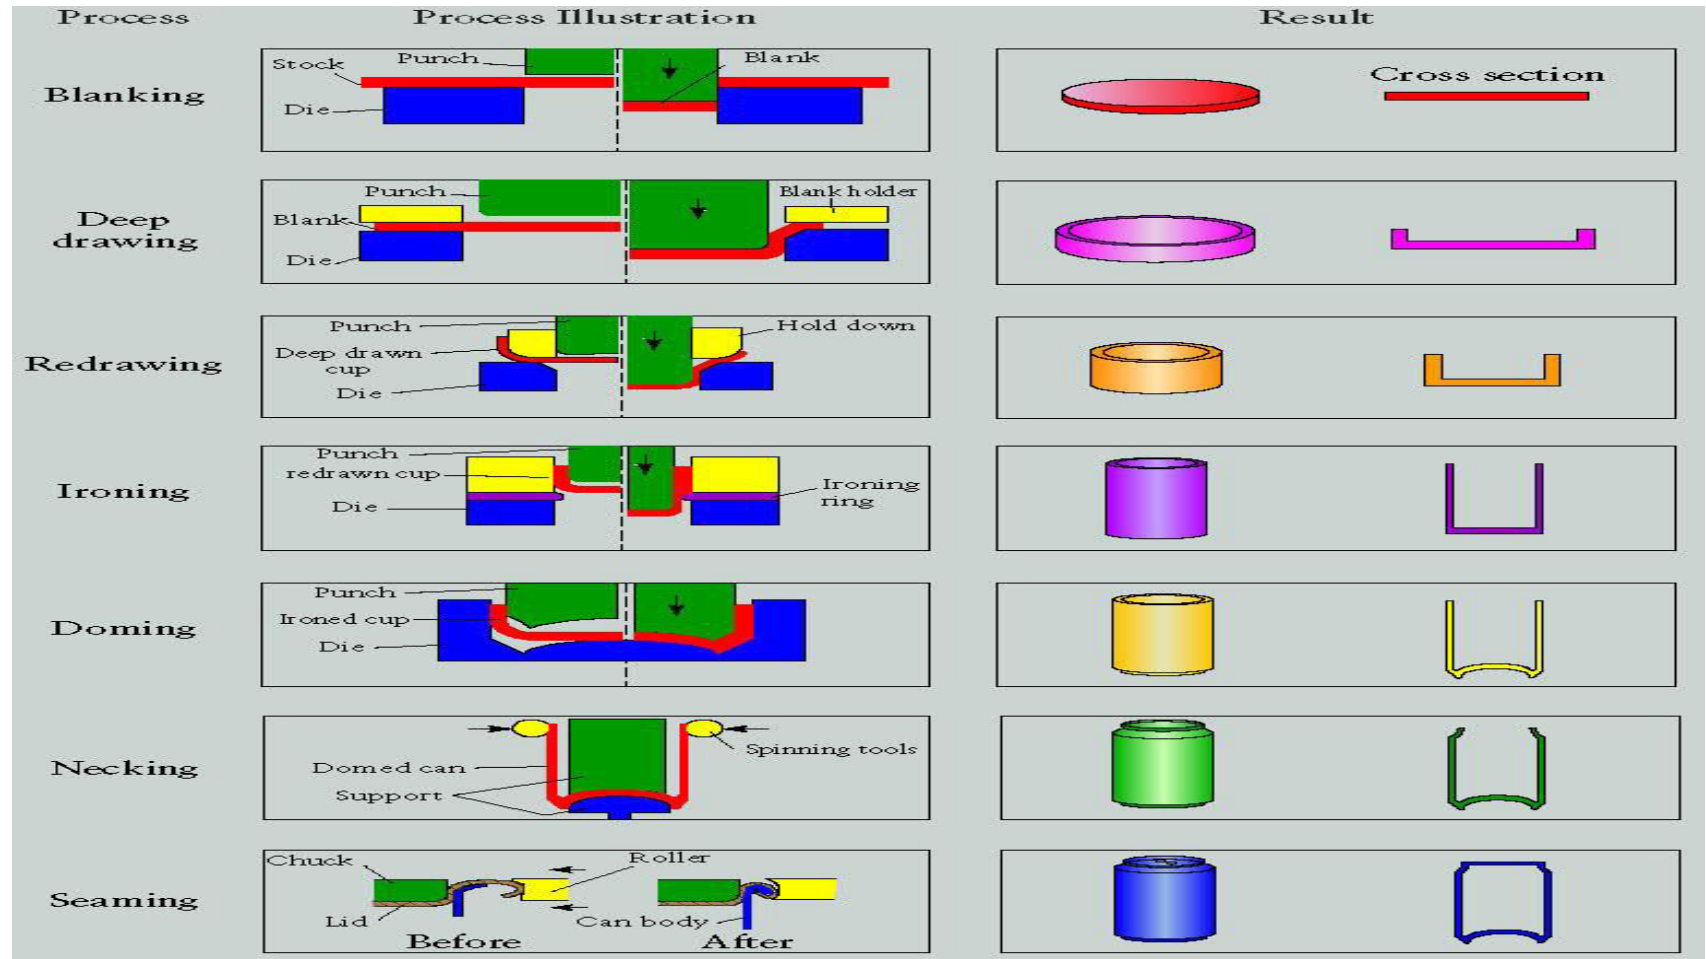 Process
Process Illustration
Result
Blanking
Stock
Punch
Blank
Die
Cross section
Deep
drawing
Punch
Blank holder
Blank
Die
Redrawing
Punch
Hold down
Deep drawn
cup
Die
Ironing
Punch
redrawn cup
Ironing
ring
Die
Doming
Punch
Ironed cup
Die
Necking
Spinning tools
Domed can
Support
Seaming
Chuck
Roller
Lid
Can body
Before
After